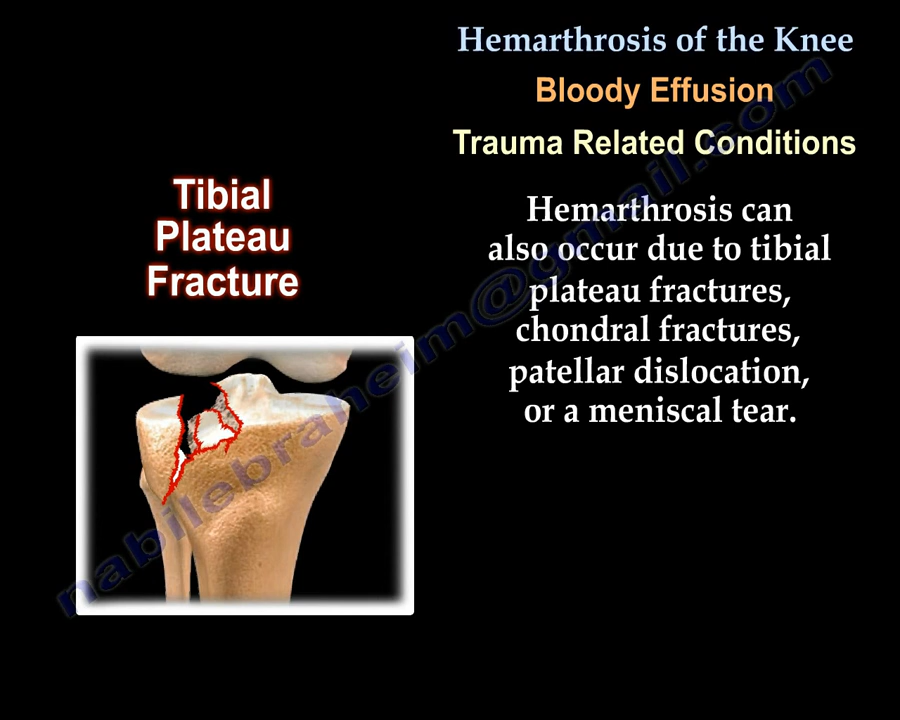 Hemarthrosis of the Knee
Bloody Effusion
Trauma Related Conditions
Tibial
Plateau
Fracture
Hemarthrosis can
also occur due to tibial
plateau fractures,
chondral fractures,
patellar dislocation,
or a meniscal tear.
nabilebraheim@gmail.com